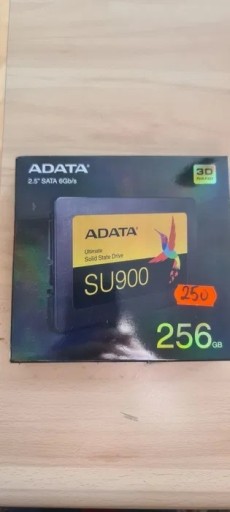 ADATA®
2.5" SATA 6Gb/s
3D
ADATA®
Ultimate
Solid State Drive
SU900
250
256GB